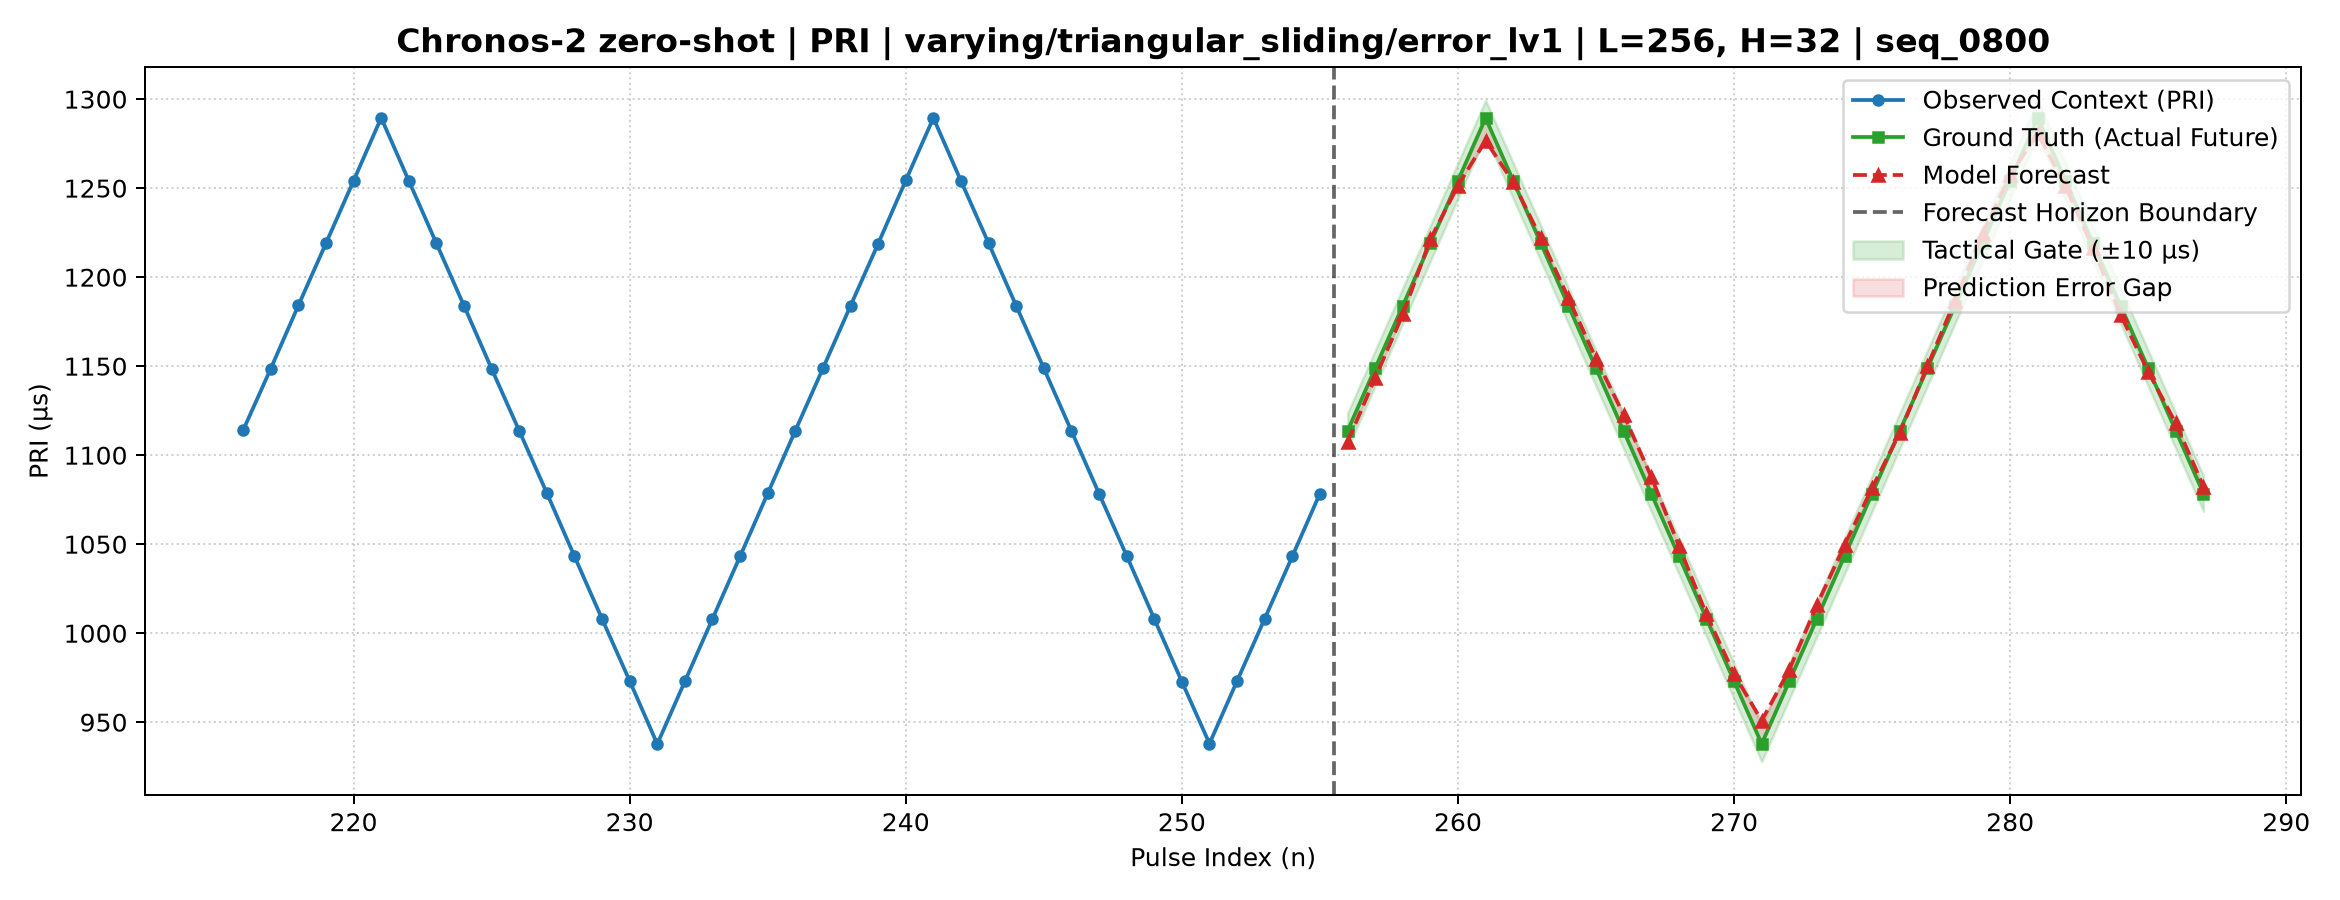 Chronos-2 zero-shot | PRI | varying/triangular_sliding/error_lv1 | L=256, H=32 | seq_0800
PRI (µs)
1300
1250
1200
1150
1100
1050
1000
950
Observed Context (PRI)
Ground Truth (Actual Future)
Model Forecast
Forecast Horizon Boundary
Tactical Gate (±10 µs)
Prediction Error Gap
220 230 240 250 260 270 280 290
Pulse Index (n)